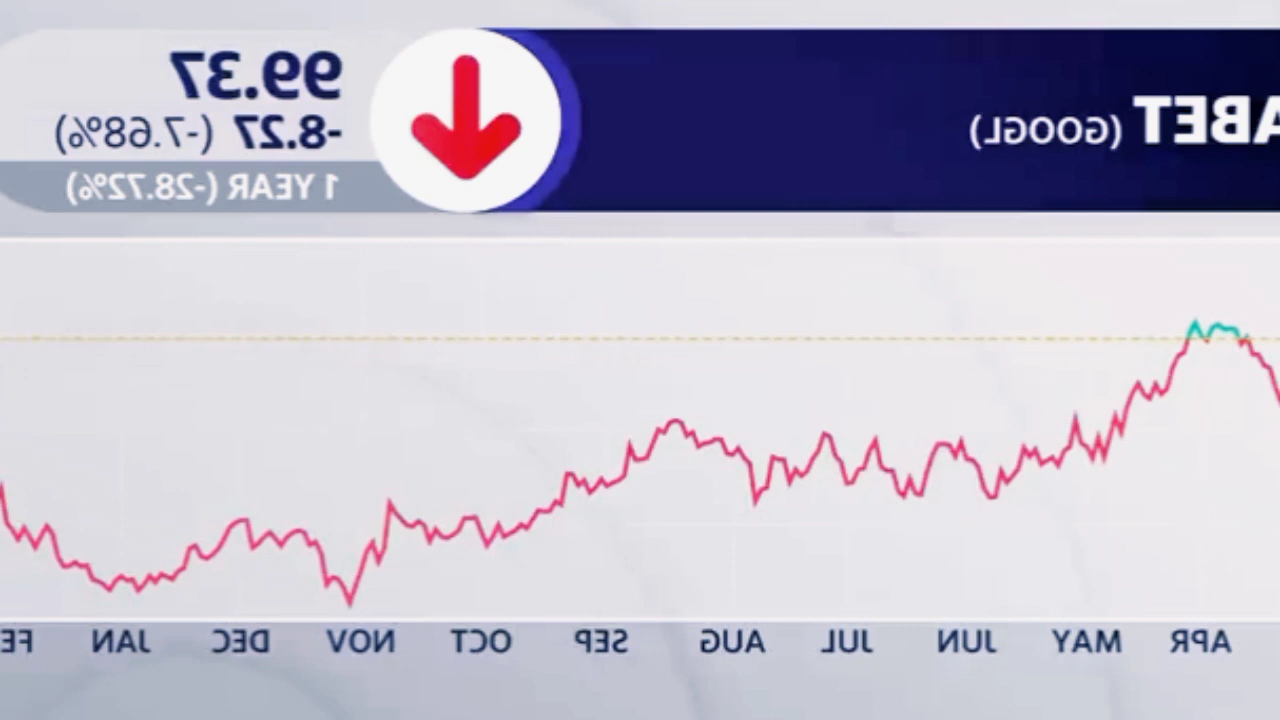 ABET (GOOGL)
99.37
-8.27 (-7.68%)
1 YEAR (-28.72%)
APR MAY JUN JUL AUG SEP OCT NOV DEC JAN FE